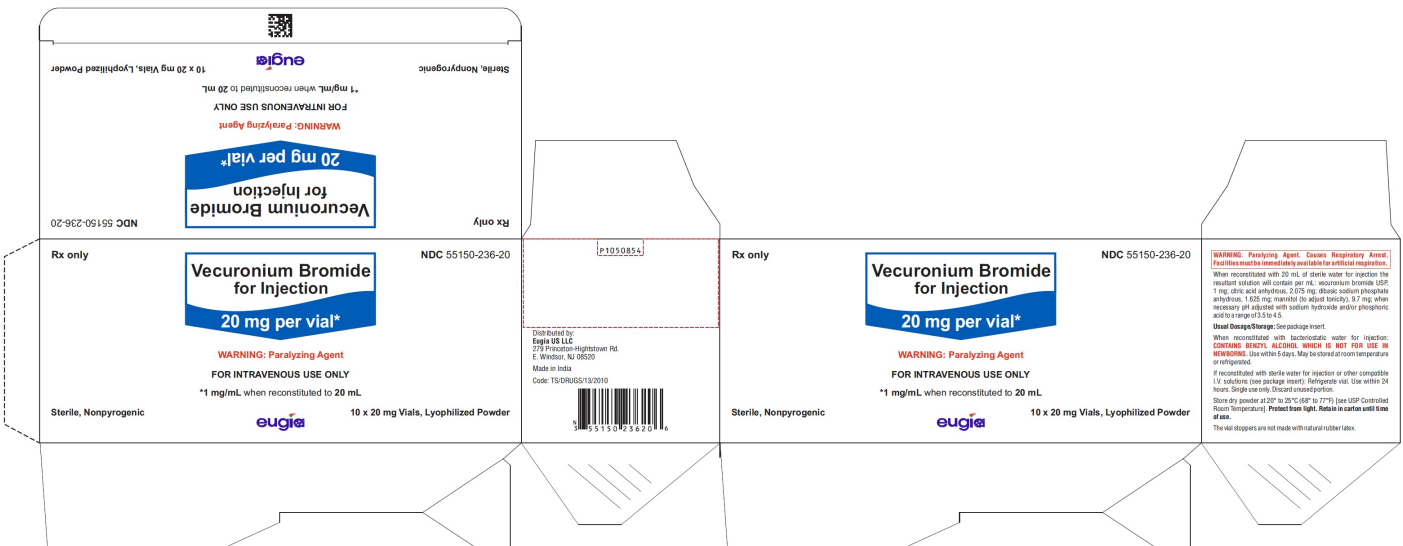 eugia
10 x 20 mg Vials, Lyophilized Powder
Sterile, Nonpyrogenic
*1 mg/mL when reconstituted to 20 mL
FOR INTRAVENOUS USE ONLY
WARNING: Paralyzing Agent
20 mg per vial*
Vecuronium Bromide
for Injection
NDC 55150-236-20
Rx only
Rx only
NDC 55150-236-20
Vecuronium Bromide
for Injection
20 mg per vial*
WARNING: Paralyzing Agent
FOR INTRAVENOUS USE ONLY
*1 mg/mL when reconstituted to 20 mL
Sterile, Nonpyrogenic
eugia
10 x 20 mg Vials, Lyophilized Powder
P1050854
Distributed by:
Eugia US LLC
279 Princeton-Hightstown Rd.
E. Windsor, NJ 08520
Made in India
Code: TS/DRUGS/13/2010
N
3 55150 23620 6
Rx only
NDC 55150-236-20
Vecuronium Bromide
for Injection
20 mg per vial*
WARNING: Paralyzing Agent
FOR INTRAVENOUS USE ONLY
*1 mg/mL when reconstituted to 20 mL
Sterile, Nonpyrogenic
eugia
10 x 20 mg Vials, Lyophilized Powder
WARNING: Paralyzing Agent. Causes Respiratory Arrest.
Facilities must be immediately available for artificial respiration.
When reconstituted with 20 mL of sterile water for injection the
resultant solution will contain per mL: vecuronium bromide USP,
1 mg; citric acid anhydrous, 2.075 mg; dibasic sodium phosphate
anhydrous, 1.625 mg; mannitol (to adjust tonicity), 9.7 mg; when
necessary pH adjusted with sodium hydroxide and/or phosphoric
acid to a range of 3.5 to 4.5.
Usual Dosage/Storage: See package insert.
When reconstituted with bacteriostatic water for injection:
CONTAINS BENZYL ALCOHOL WHICH IS NOT FOR USE IN
NEWBORNS. Use within 5 days. May be stored at room temperature
or refrigerated.
If reconstituted with sterile water for injection or other compatible
I.V. solutions (see package insert): Refrigerate vial. Use within 24
hours. Single use only. Discard unused portion.
Store dry powder at 20° to 25°C (68° to 77°F) [see USP Controlled
Room Temperature]. Protect from light. Retain in carton until time
of use.
The vial stoppers are not made with natural rubber latex.